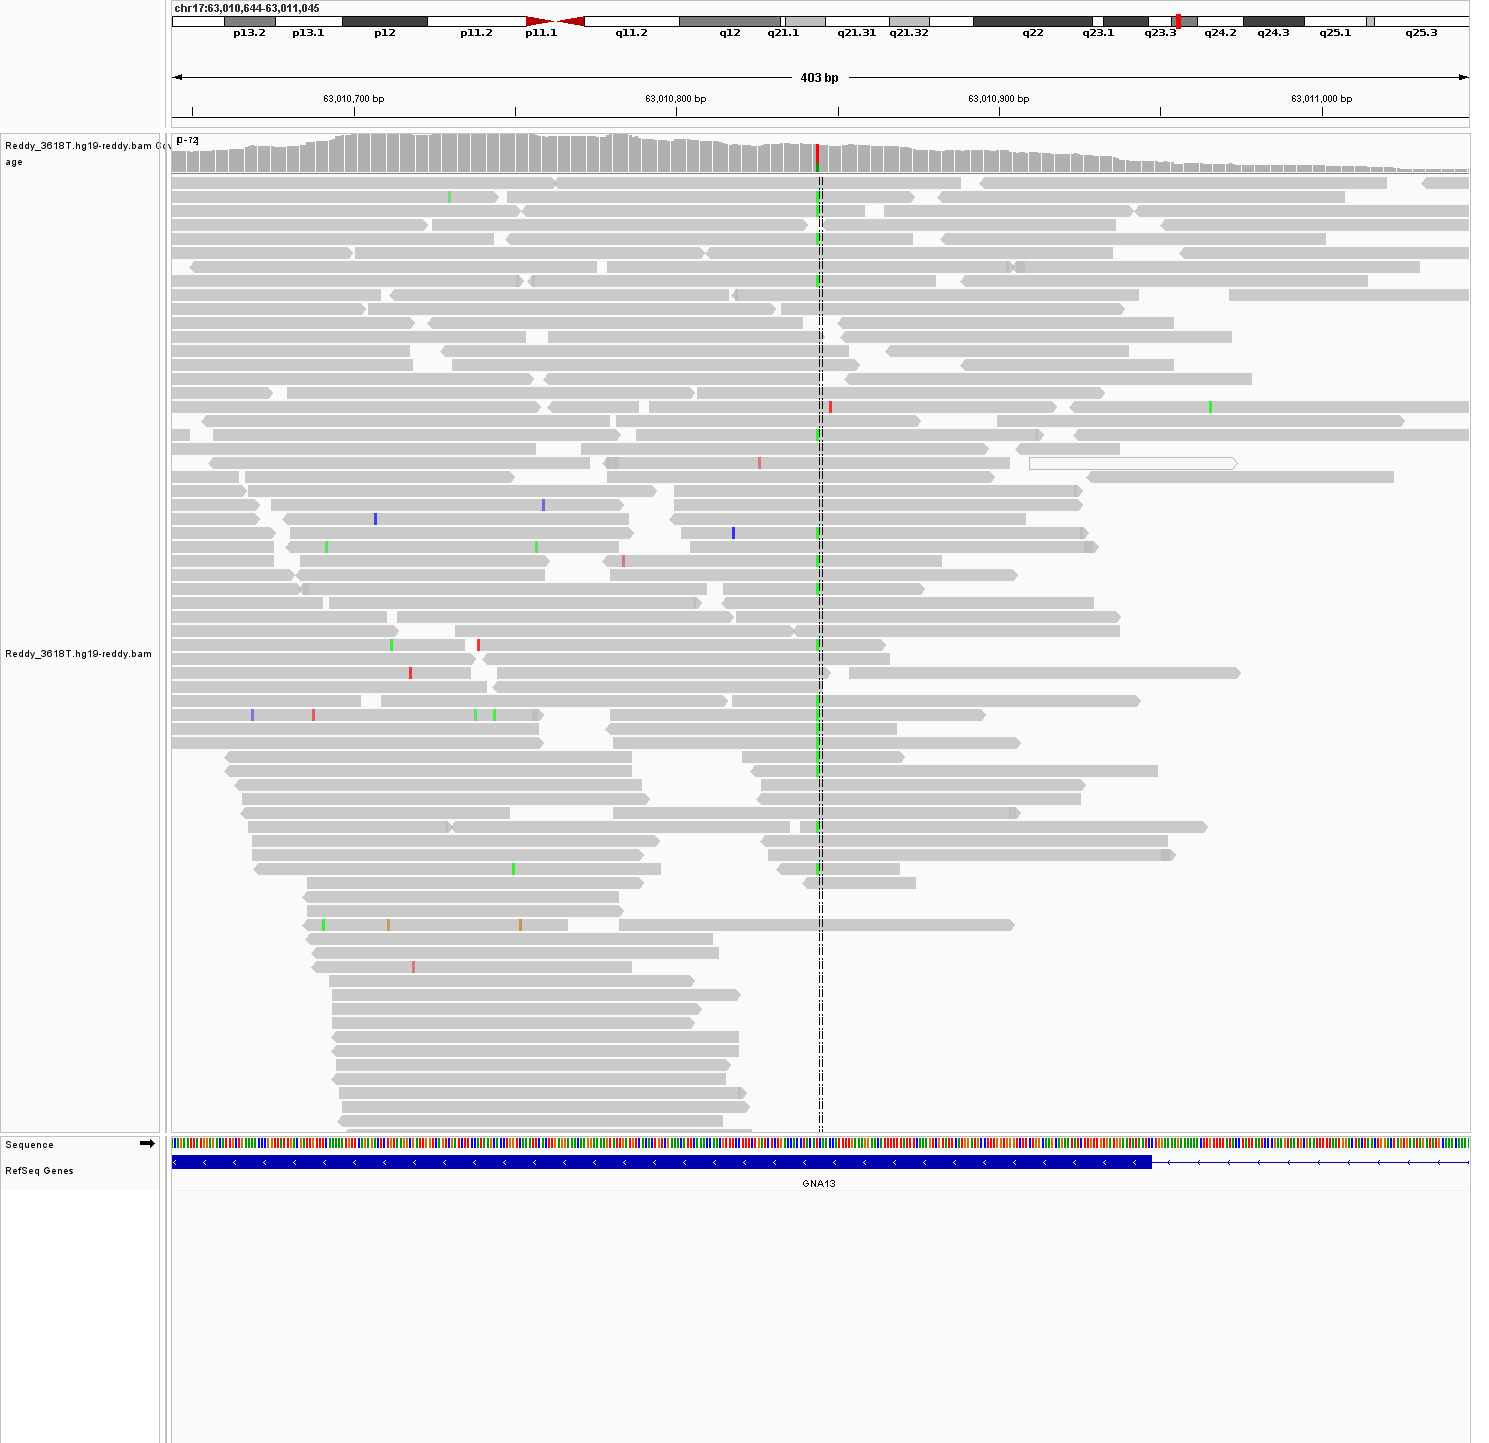 chr17:63,010,644-63,011,045
p13.2 p13.1 p12 p11.2 p11.1 q11.2 q12 q21.1 q21.31 q21.32 q22 q23.1 q23.3 q24.2 q24.3 q25.1 q25.3
403 bp
63,010,700 bp 63,010,800 bp 63,010,900 bp 63,011,000 bp
[0-72]
Reddy_3618T.hg19-reddy.bam Cov
age
Reddy_3618T.hg19-reddy.bam
Sequence
RefSeq Genes
GNA13